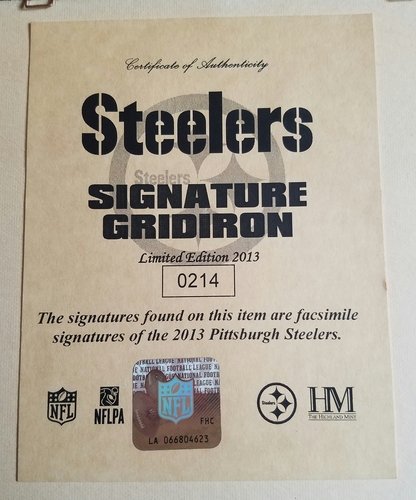 Certificate of Authenticity
Steelers
Steelers
SIGNATURE
GRIDIRON
Limited Edition 2013
0214
The signatures found on this item are facsimile
signatures of the 2013 Pittsburgh Steelers.
NFL
NFLPA
NFL
FHC
LA 066804623
Steelers
HM
THE HIGHLAND MINT